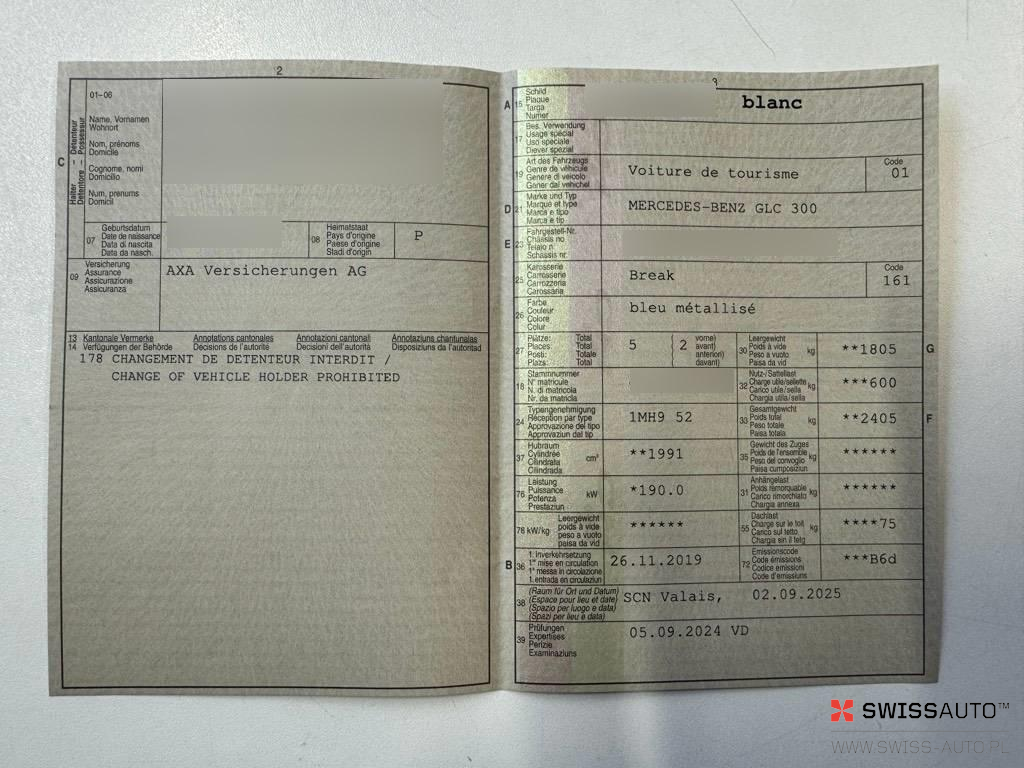 2
01-06
Name, Vornamen
Wohnort
Nom, prénoms
Domicile
Cognome, nomi
Domicilio
Num, prenums
Domicil
C
Halter – Détenteur
Detentore – Possessur
07
Geburtsdatum
Date de naissance
Data di nascita
Data da nasch.
08
Heimatstaat
Pays d'origine
Paese d'origine
Stadi d'origin
P
09
Versicherung
Assurance
Assicurazione
Assicuranza
AXA Versicherungen AG
13 Kantonale Vermerke Annotations cantonales Annotazioni cantonali Annotaziuns chantunalas
14 Verfügungen der Behörde Décisions de l'autorité Decisioni dell'autorità Disposiziuns da l'autoritad
178 CHANGEMENT DE DETENTEUR INTERDIT /
CHANGE OF VEHICLE HOLDER PROHIBITED
3
A 15
Schild
Plaque
Targa
Numer
blanc
17
Bes. Verwendung
Usage spécial
Uso speciale
Diever spezial
19
Art des Fahrzeugs
Genre de véhicule
Genere di veicolo
Gener dal vehichel
Voiture de tourisme
Code
01
D 21
Marke und Typ
Marque et type
Marca e tipo
Marca e tip
MERCEDES-BENZ GLC 300
E 23
Fahrgestell-Nr.
Châssis no
Telaio n.
Schassis nr.
25
Karosserie
Carrosserie
Carrozzeria
Carossaria
Break
Code
161
26
Farbe
Couleur
Colore
Colur
bleu métallisé
27
Plätze: Total
Places: Total
Posti: Totale
Plazs: Total
5
2
vorne)
avant)
anteriori)
davant)
30
Leergewicht
Poids à vide
Peso a vuoto
Paisa da vid
kg
**1805
G
18
Stammnummer
N° matricule
N. di matricola
Nr. da matricla
32
Nutz-/Sattellast
Charge utile/sellette
Carico utile/sella
Chargia utila/sella
kg
***600
24
Typengenehmigung
Réception par type
Approvazione del tipo
Approvaziun dal tip
1MH9 52
33
Gesamtgewicht
Poids total
Peso totale
Paisa totala
kg
**2405
F
37
Hubraum
Cylindrée
Cilindrata
Cilindrada
cm³
**1991
35
Gewicht des Zuges
Poids de l'ensemble
Peso del convoglio
Paisa cumposiziun
kg
******
76
Leistung
Puissance
Potenza
Prestaziun
kW
*190.0
31
Anhängelast
Poids remorquable
Carico rimorchiato
Chargia annexa
kg
******
78 kW/kg
Leergewicht
poids à vide
peso a vuoto
paisa da vid
******
55
Dachlast
Charge sur le toit
Carico sul tetto
Chargia sin il tetg
kg
****75
B 36
1. Inverkehrsetzung
1re mise en circulation
1a messa in circolazione
1. entrada en circulaziun
26.11.2019
72
Emissionscode
Code émissions
Codice emissioni
Code d'emissiuns
***B6d
38
(Raum für Ort und Datum)
(Espace pour lieu et date)
(Spazio per luogo e data)
(Spazi per lieu e data)
SCN Valais, 02.09.2025
39
Prüfungen
Expertises
Perizie
Examinaziuns
05.09.2024 VD
SWISSAUTO™
WWW.SWISS-AUTO.PL